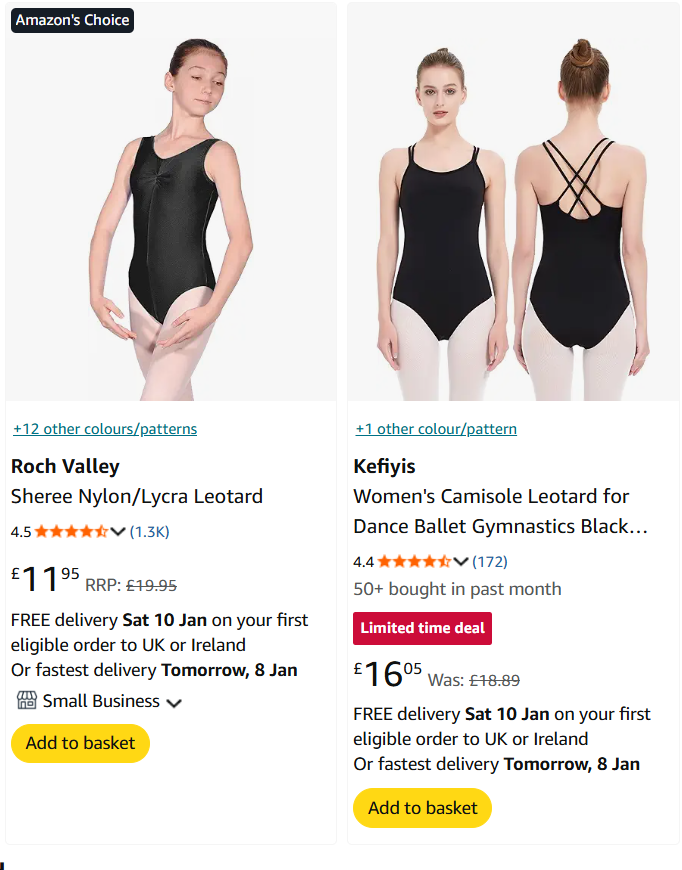 Amazon's Choice
+12 other colours/patterns
Roch Valley
Sheree Nylon/Lycra Leotard
4.5 (1.3K)
£11.95 RRP: £19.95
FREE delivery Sat 10 Jan on your first
eligible order to UK or Ireland
Or fastest delivery Tomorrow, 8 Jan
Small Business
Add to basket
+1 other colour/pattern
Kefiyis
Women's Camisole Leotard for
Dance Ballet Gymnastics Black...
4.4 (172)
50+ bought in past month
Limited time deal
£16.05 Was: £18.89
FREE delivery Sat 10 Jan on your first
eligible order to UK or Ireland
Or fastest delivery Tomorrow, 8 Jan
Add to basket